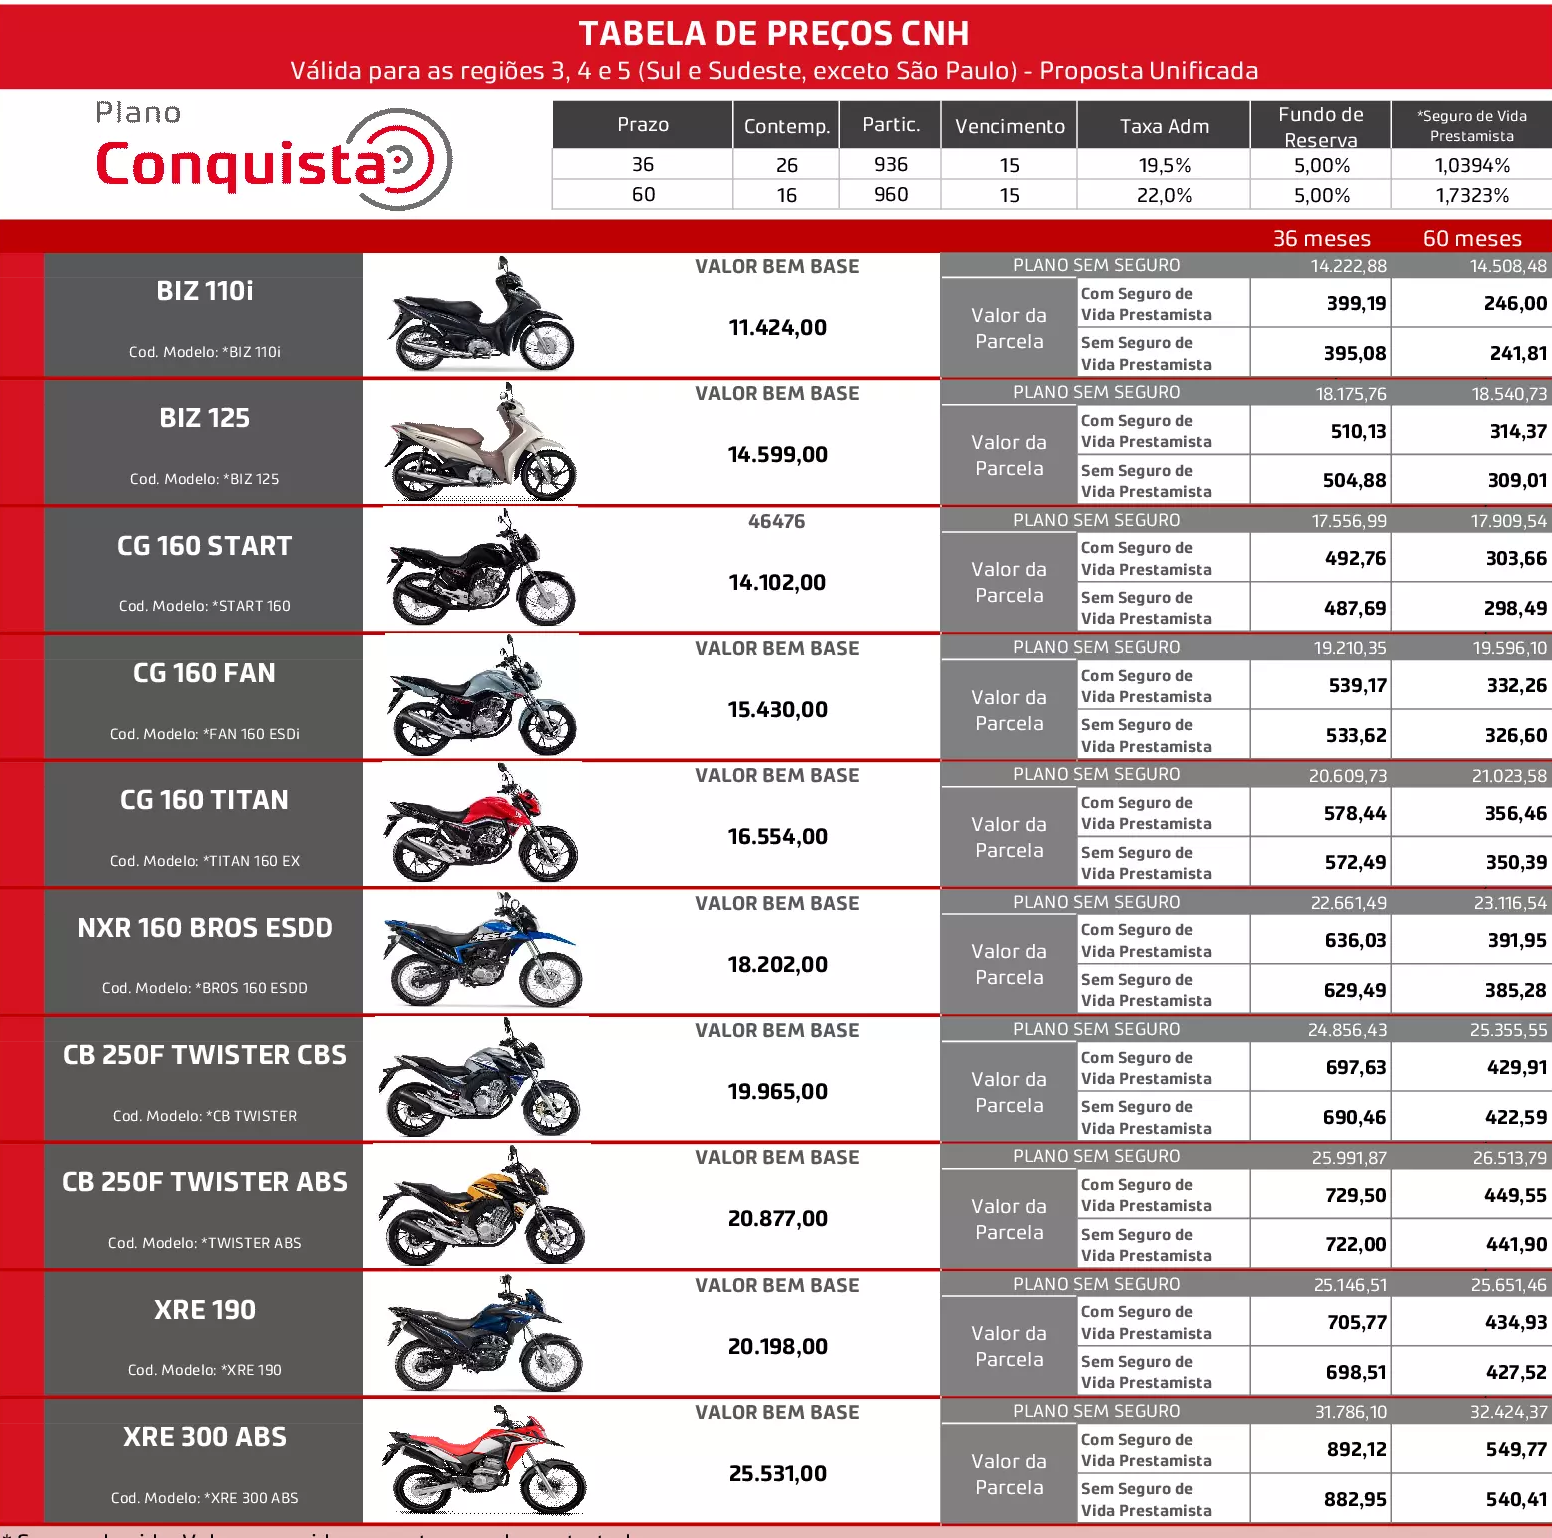 TABELA DE PREÇOS CNH
Válida para as regiões 3, 4 e 5 (Sul e Sudeste, exceto São Paulo) - Proposta Unificada
Plano
Conquista
Prazo Contemp. Partic. Vencimento Taxa Adm Fundo de Reserva *Seguro de Vida Prestamista
36 26 936 15 19,5% 5,00% 1,0394%
60 16 960 15 22,0% 5,00% 1,7323%
36 meses 60 meses
BIZ 110i
Cod. Modelo: *BIZ 110i
VALOR BEM BASE
11.424,00
PLANO SEM SEGURO 14.222,88 14.508,48
Valor da Parcela
Com Seguro de Vida Prestamista 399,19 246,00
Sem Seguro de Vida Prestamista 395,08 241,81
BIZ 125
Cod. Modelo: *BIZ 125
VALOR BEM BASE
14.599,00
PLANO SEM SEGURO 18.175,76 18.540,73
Valor da Parcela
Com Seguro de Vida Prestamista 510,13 314,37
Sem Seguro de Vida Prestamista 504,88 309,01
CG 160 START
Cod. Modelo: *START 160
46476
14.102,00
PLANO SEM SEGURO 17.556,99 17.909,54
Valor da Parcela
Com Seguro de Vida Prestamista 492,76 303,66
Sem Seguro de Vida Prestamista 487,69 298,49
CG 160 FAN
Cod. Modelo: *FAN 160 ESDi
VALOR BEM BASE
15.430,00
PLANO SEM SEGURO 19.210,35 19.596,10
Valor da Parcela
Com Seguro de Vida Prestamista 539,17 332,26
Sem Seguro de Vida Prestamista 533,62 326,60
CG 160 TITAN
Cod. Modelo: *TITAN 160 EX
VALOR BEM BASE
16.554,00
PLANO SEM SEGURO 20.609,73 21.023,58
Valor da Parcela
Com Seguro de Vida Prestamista 578,44 356,46
Sem Seguro de Vida Prestamista 572,49 350,39
NXR 160 BROS ESDD
Cod. Modelo: *BROS 160 ESDD
VALOR BEM BASE
18.202,00
PLANO SEM SEGURO 22.661,49 23.116,54
Valor da Parcela
Com Seguro de Vida Prestamista 636,03 391,95
Sem Seguro de Vida Prestamista 629,49 385,28
CB 250F TWISTER CBS
Cod. Modelo: *CB TWISTER
VALOR BEM BASE
19.965,00
PLANO SEM SEGURO 24.856,43 25.355,55
Valor da Parcela
Com Seguro de Vida Prestamista 697,63 429,91
Sem Seguro de Vida Prestamista 690,46 422,59
CB 250F TWISTER ABS
Cod. Modelo: *TWISTER ABS
VALOR BEM BASE
20.877,00
PLANO SEM SEGURO 25.991,87 26.513,79
Valor da Parcela
Com Seguro de Vida Prestamista 729,50 449,55
Sem Seguro de Vida Prestamista 722,00 441,90
XRE 190
Cod. Modelo: *XRE 190
VALOR BEM BASE
20.198,00
PLANO SEM SEGURO 25.146,51 25.651,46
Valor da Parcela
Com Seguro de Vida Prestamista 705,77 434,93
Sem Seguro de Vida Prestamista 698,51 427,52
XRE 300 ABS
Cod. Modelo: *XRE 300 ABS
VALOR BEM BASE
25.531,00
PLANO SEM SEGURO 31.786,10 32.424,37
Valor da Parcela
Com Seguro de Vida Prestamista 892,12 549,77
Sem Seguro de Vida Prestamista 882,95 540,41